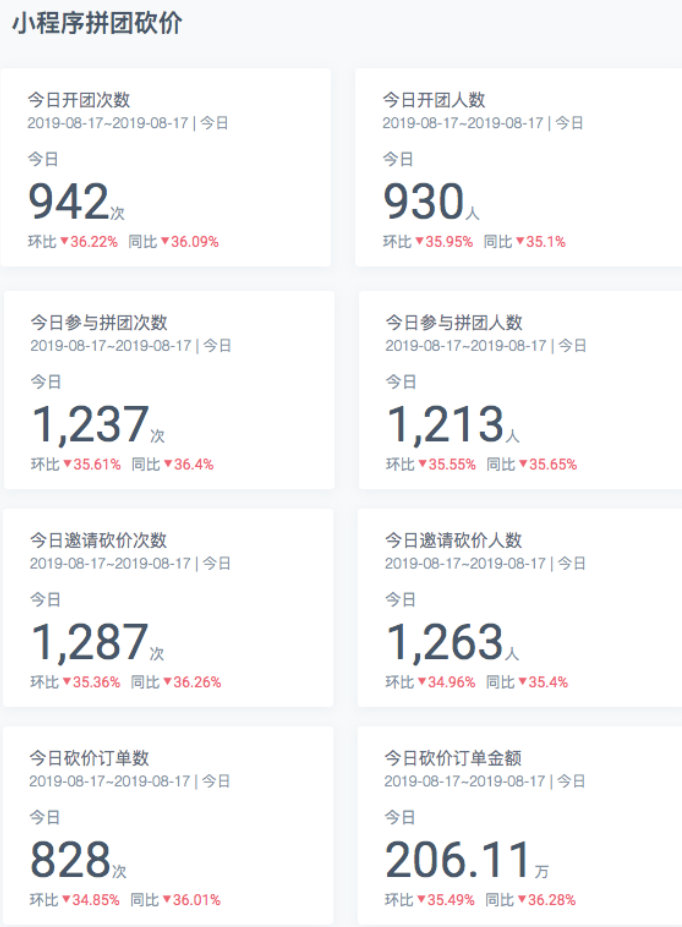 小程序拼团砍价
今日开团次数
2019-08-17~2019-08-17 | 今日
今日
942次
环比▼36.22% 同比▼36.09%
今日开团人数
2019-08-17~2019-08-17 | 今日
今日
930人
环比▼35.95% 同比▼35.1%
今日参与拼团次数
2019-08-17~2019-08-17 | 今日
今日
1,237次
环比▼35.61% 同比▼36.4%
今日参与拼团人数
2019-08-17~2019-08-17 | 今日
今日
1,213人
环比▼35.55% 同比▼35.65%
今日邀请砍价次数
2019-08-17~2019-08-17 | 今日
今日
1,287次
环比▼35.36% 同比▼36.26%
今日邀请砍价人数
2019-08-17~2019-08-17 | 今日
今日
1,263人
环比▼34.96% 同比▼35.4%
今日砍价订单数
2019-08-17~2019-08-17 | 今日
今日
828次
环比▼34.85% 同比▼36.01%
今日砍价订单金额
2019-08-17~2019-08-17 | 今日
今日
206.11万
环比▼35.49% 同比▼36.28%